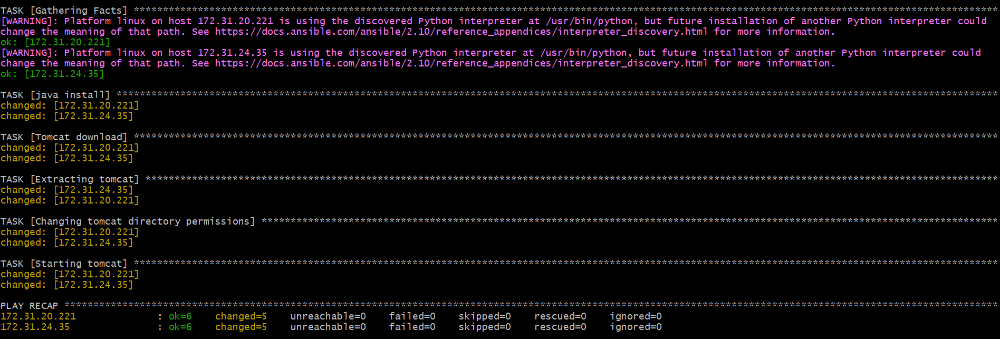 TASK [Gathering Facts] *****************************************************************************************************************************************************
[WARNING]: Platform linux on host 172.31.20.221 is using the discovered Python interpreter at /usr/bin/python, but future installation of another Python interpreter could
change the meaning of that path. See https://docs.ansible.com/ansible/2.10/reference_appendices/interpreter_discovery.html for more information.
ok: [172.31.20.221]
[WARNING]: Platform linux on host 172.31.24.35 is using the discovered Python interpreter at /usr/bin/python, but future installation of another Python interpreter could
change the meaning of that path. See https://docs.ansible.com/ansible/2.10/reference_appendices/interpreter_discovery.html for more information.
ok: [172.31.24.35]
TASK [java install] ********************************************************************************************************************************************************
changed: [172.31.20.221]
changed: [172.31.24.35]
TASK [Tomcat download] *****************************************************************************************************************************************************
changed: [172.31.20.221]
changed: [172.31.24.35]
TASK [Extracting tomcat] ***************************************************************************************************************************************************
changed: [172.31.24.35]
changed: [172.31.20.221]
TASK [Changing tomcat directory permissions] *******************************************************************************************************************************
changed: [172.31.20.221]
changed: [172.31.24.35]
TASK [Starting tomcat] *****************************************************************************************************************************************************
changed: [172.31.20.221]
changed: [172.31.24.35]
PLAY RECAP *****************************************************************************************************************************************************************
172.31.20.221              : ok=6    changed=5    unreachable=0    failed=0    skipped=0    rescued=0    ignored=0
172.31.24.35               : ok=6    changed=5    unreachable=0    failed=0    skipped=0    rescued=0    ignored=0